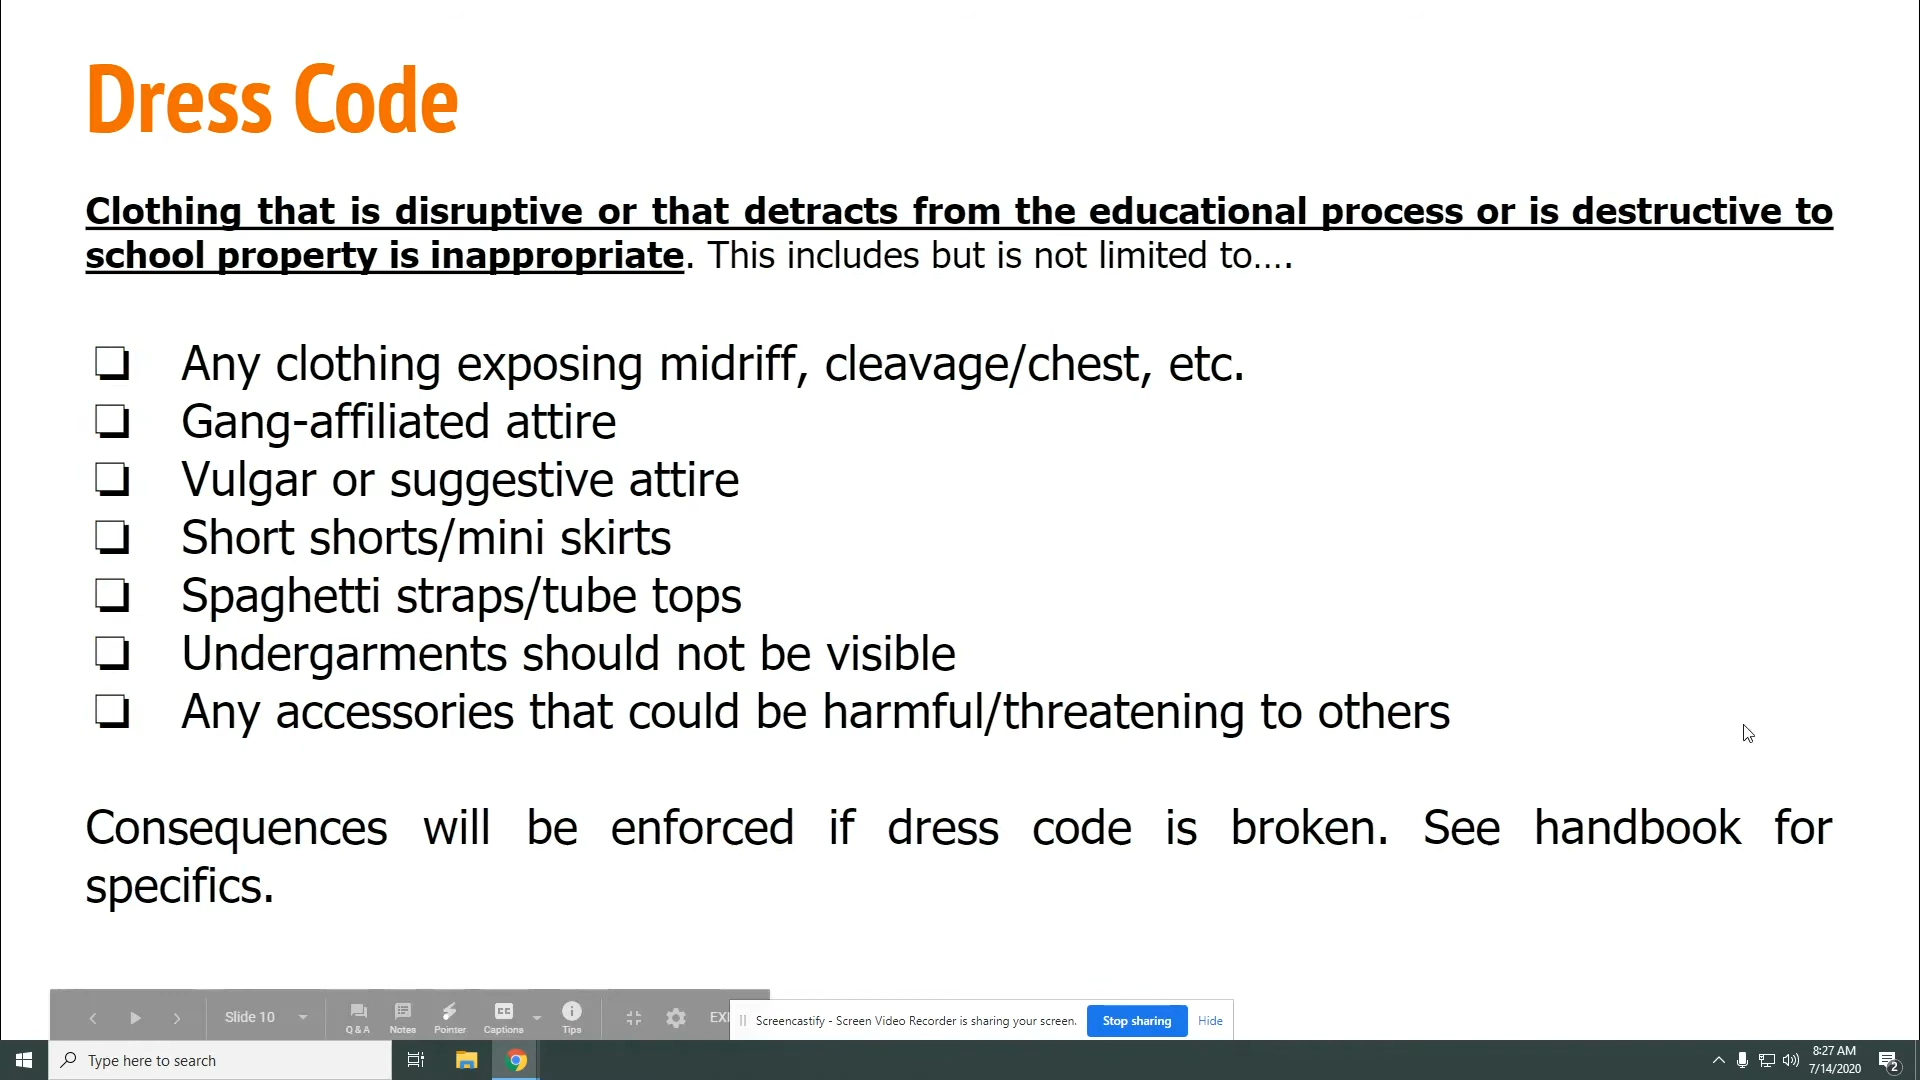 Dress Code
Clothing that is disruptive or that detracts from the educational process or is destructive to
school property is inappropriate. This includes but is not limited to....
❏ Any clothing exposing midriff, cleavage/chest, etc.
❏ Gang-affiliated attire
❏ Vulgar or suggestive attire
❏ Short shorts/mini skirts
❏ Spaghetti straps/tube tops
❏ Undergarments should not be visible
❏ Any accessories that could be harmful/threatening to others
Consequences will be enforced if dress code is broken. See handbook for
specifics.
Slide 10
Q & A Notes Pointer Captions Tips
Screencastify - Screen Video Recorder is sharing your screen. Stop sharing Hide
Type here to search
8:27 AM
7/14/2020
2